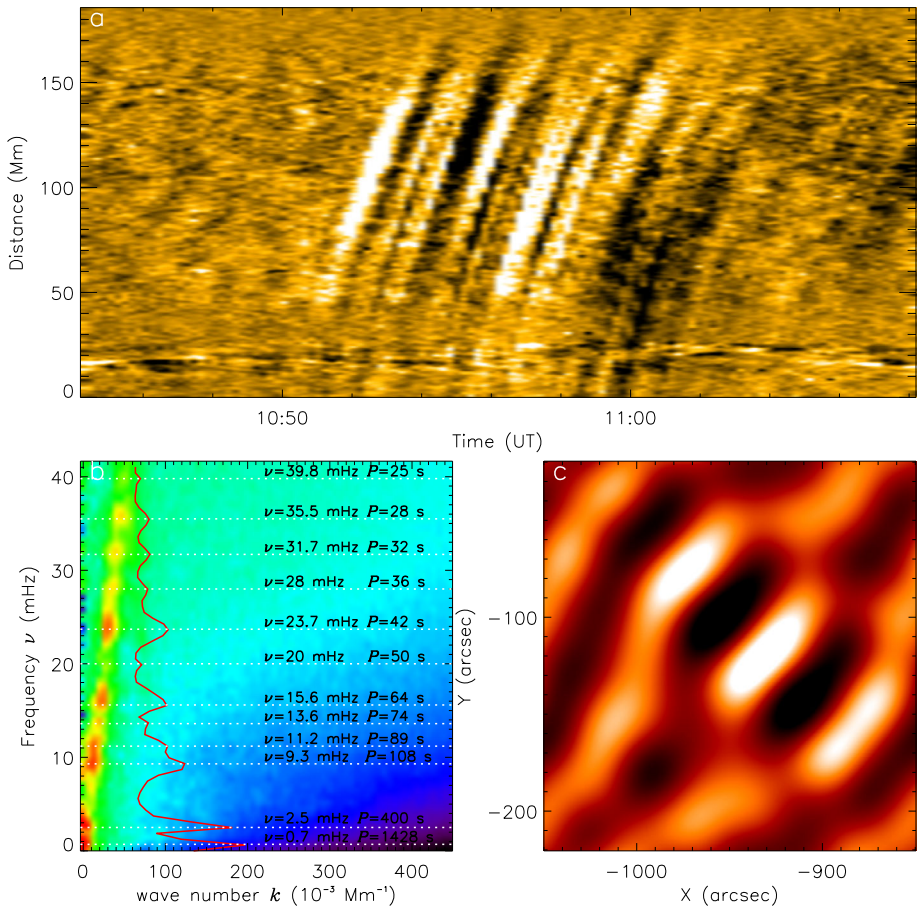 a
150
100
50
0
Distance (Mm)
10:50
11:00
Time (UT)
b
40
30
20
10
0
Frequency ν (mHz)
ν=39.8 mHz P=25 s
ν=35.5 mHz P=28 s
ν=31.7 mHz P=32 s
ν=28 mHz P=36 s
ν=23.7 mHz P=42 s
ν=20 mHz P=50 s
ν=15.6 mHz P=64 s
ν=13.6 mHz P=74 s
ν=11.2 mHz P=89 s
ν=9.3 mHz P=108 s
ν=2.5 mHz P=400 s
ν=0.7 mHz P=1428 s
0
100
200
300
400
wave number k (10⁻³ Mm⁻¹)
c
-100
-200
Y (arcsec)
-1000
-900
X (arcsec)